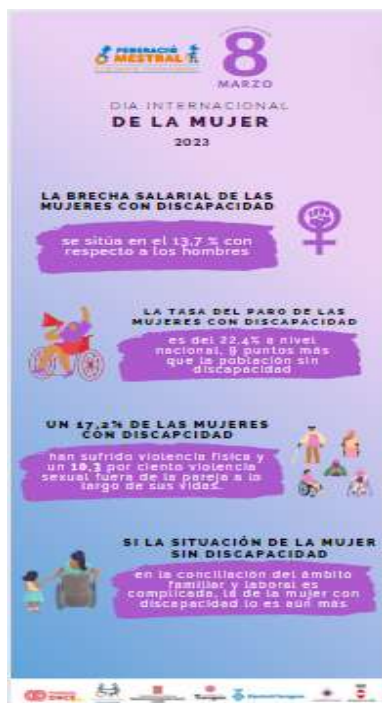 FEDERACIÓ
MESTRAL
8
MARZO
DIA INTERNACIONAL
DE LA MUJER
2023
LA BRECHA SALARIAL DE LAS
MUJERES CON DISCAPACIDAD
se sitúa en el 13,7 % con
respecto a los hombres
LA TASA DEL PARO DE LAS
MUJERES CON DISCAPACIDAD
es del 22,4% a nivel
nacional, 9 puntos más
que la población sin
discapacidad
UN 17,2% DE LAS MUJERES
CON DISCAPCIDAD
han sufrido violencia física y
un 10,3 por ciento violencia
sexual fuera de la pareja a lo
largo de sus vidas.
SI LA SITUACIÓN DE LA MUJER
SIN DISCAPACIDAD
en la conciliación del ámbito
familiar y laboral es
complicada, la de la mujer con
discapacidad lo es aún más
ONCE